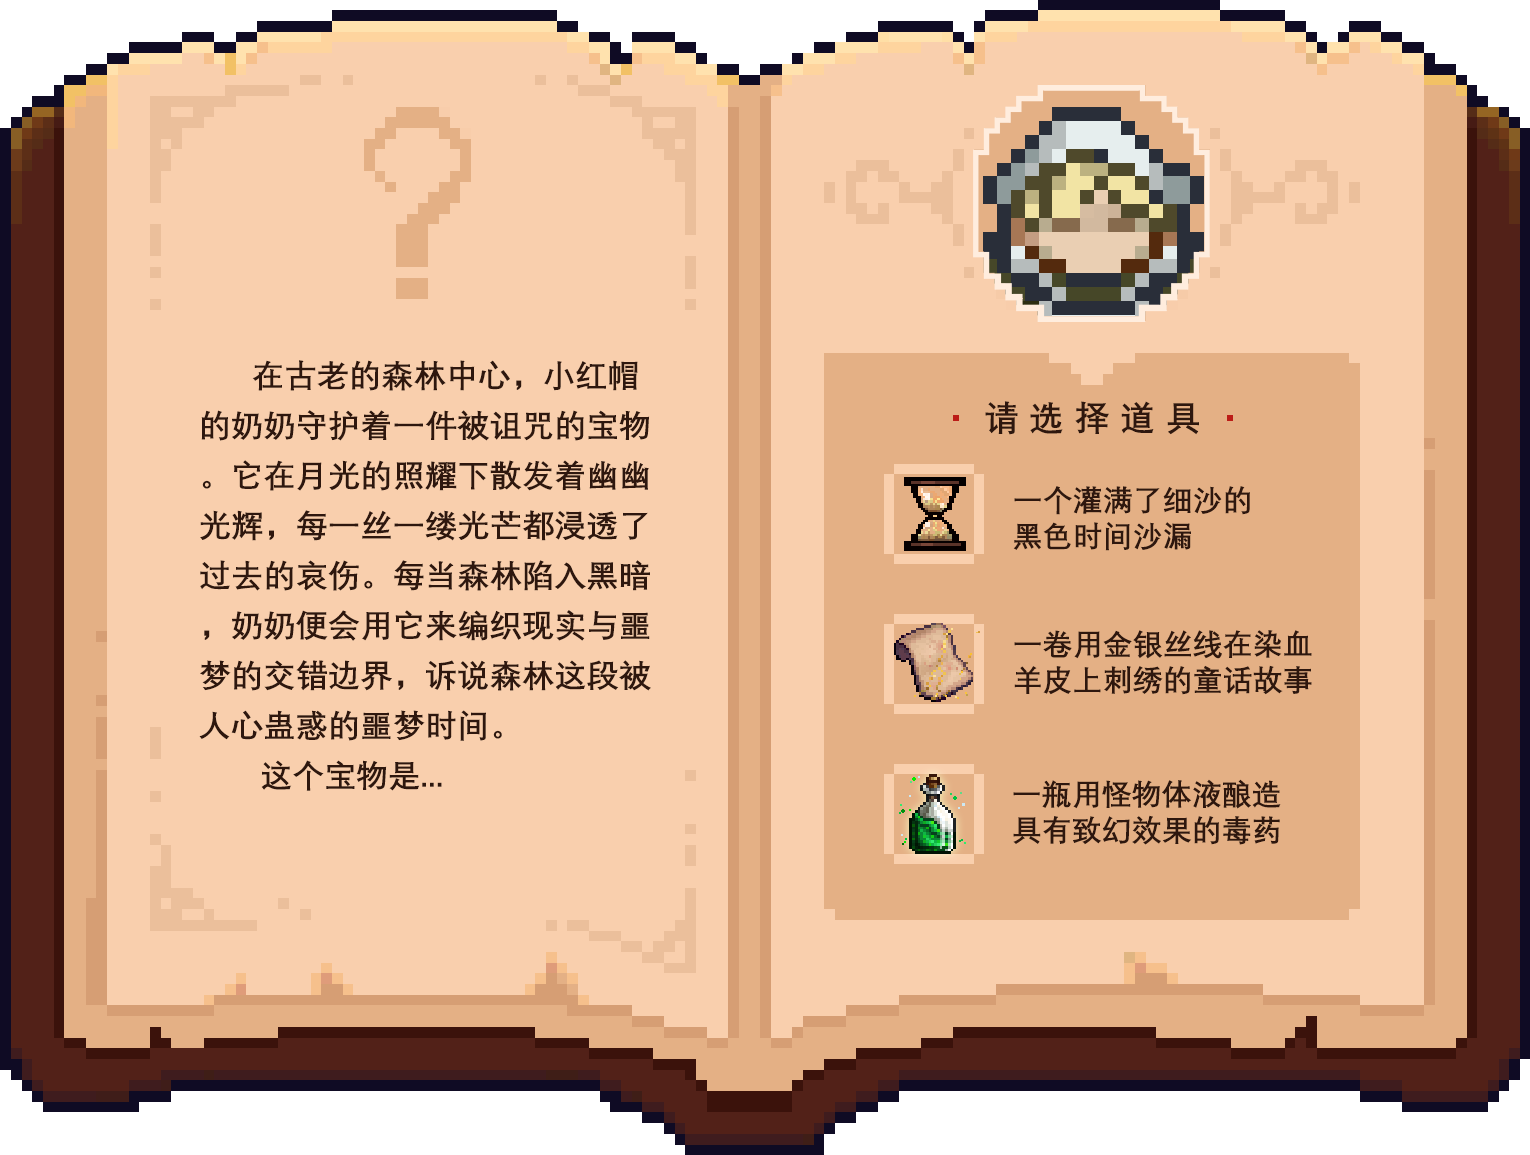 在古老的森林中心，小红帽
的奶奶守护着一件被诅咒的宝物
。它在月光的照耀下散发着幽幽
光辉，每一丝一缕光芒都浸透了
过去的哀伤。每当森林陷入黑暗
，奶奶便会用它来编织现实与噩
梦的交错边界，诉说森林这段被
人心蛊惑的噩梦时间。
这个宝物是...
· 请选择道具 ·
一个灌满了细沙的
黑色时间沙漏
一卷用金银丝线在染血
羊皮上刺绣的童话故事
一瓶用怪物体液酿造
具有致幻效果的毒药